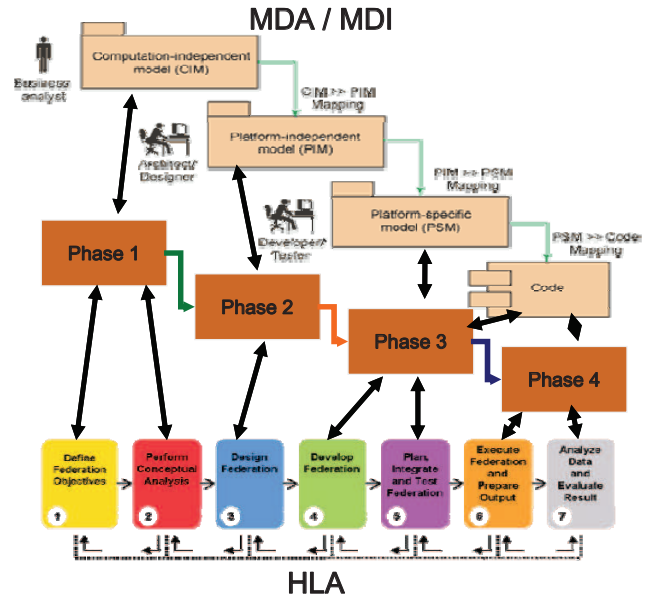 MDA / MDI
Computation-independent
model (CIM)
Business
analyst
CIM >> PIM
Mapping
Platform-independent
model (PIM)
Architect/
Designer
PIM >> PSM
Mapping
Platform-specific
model (PSM)
Developer/
Tester
PSM >> Code
Mapping
Code
Phase 1
Phase 2
Phase 3
Phase 4
Define
Federation
Objectives
1
Perform
Conceptual
Analysis
2
Design
Federation
3
Develop
Federation
4
Plan,
Integrate
and Test
Federation
5
Execute
Federation
and
Prepare
Output
6
Analyze
Data and
Evaluate
Result
7
HLA